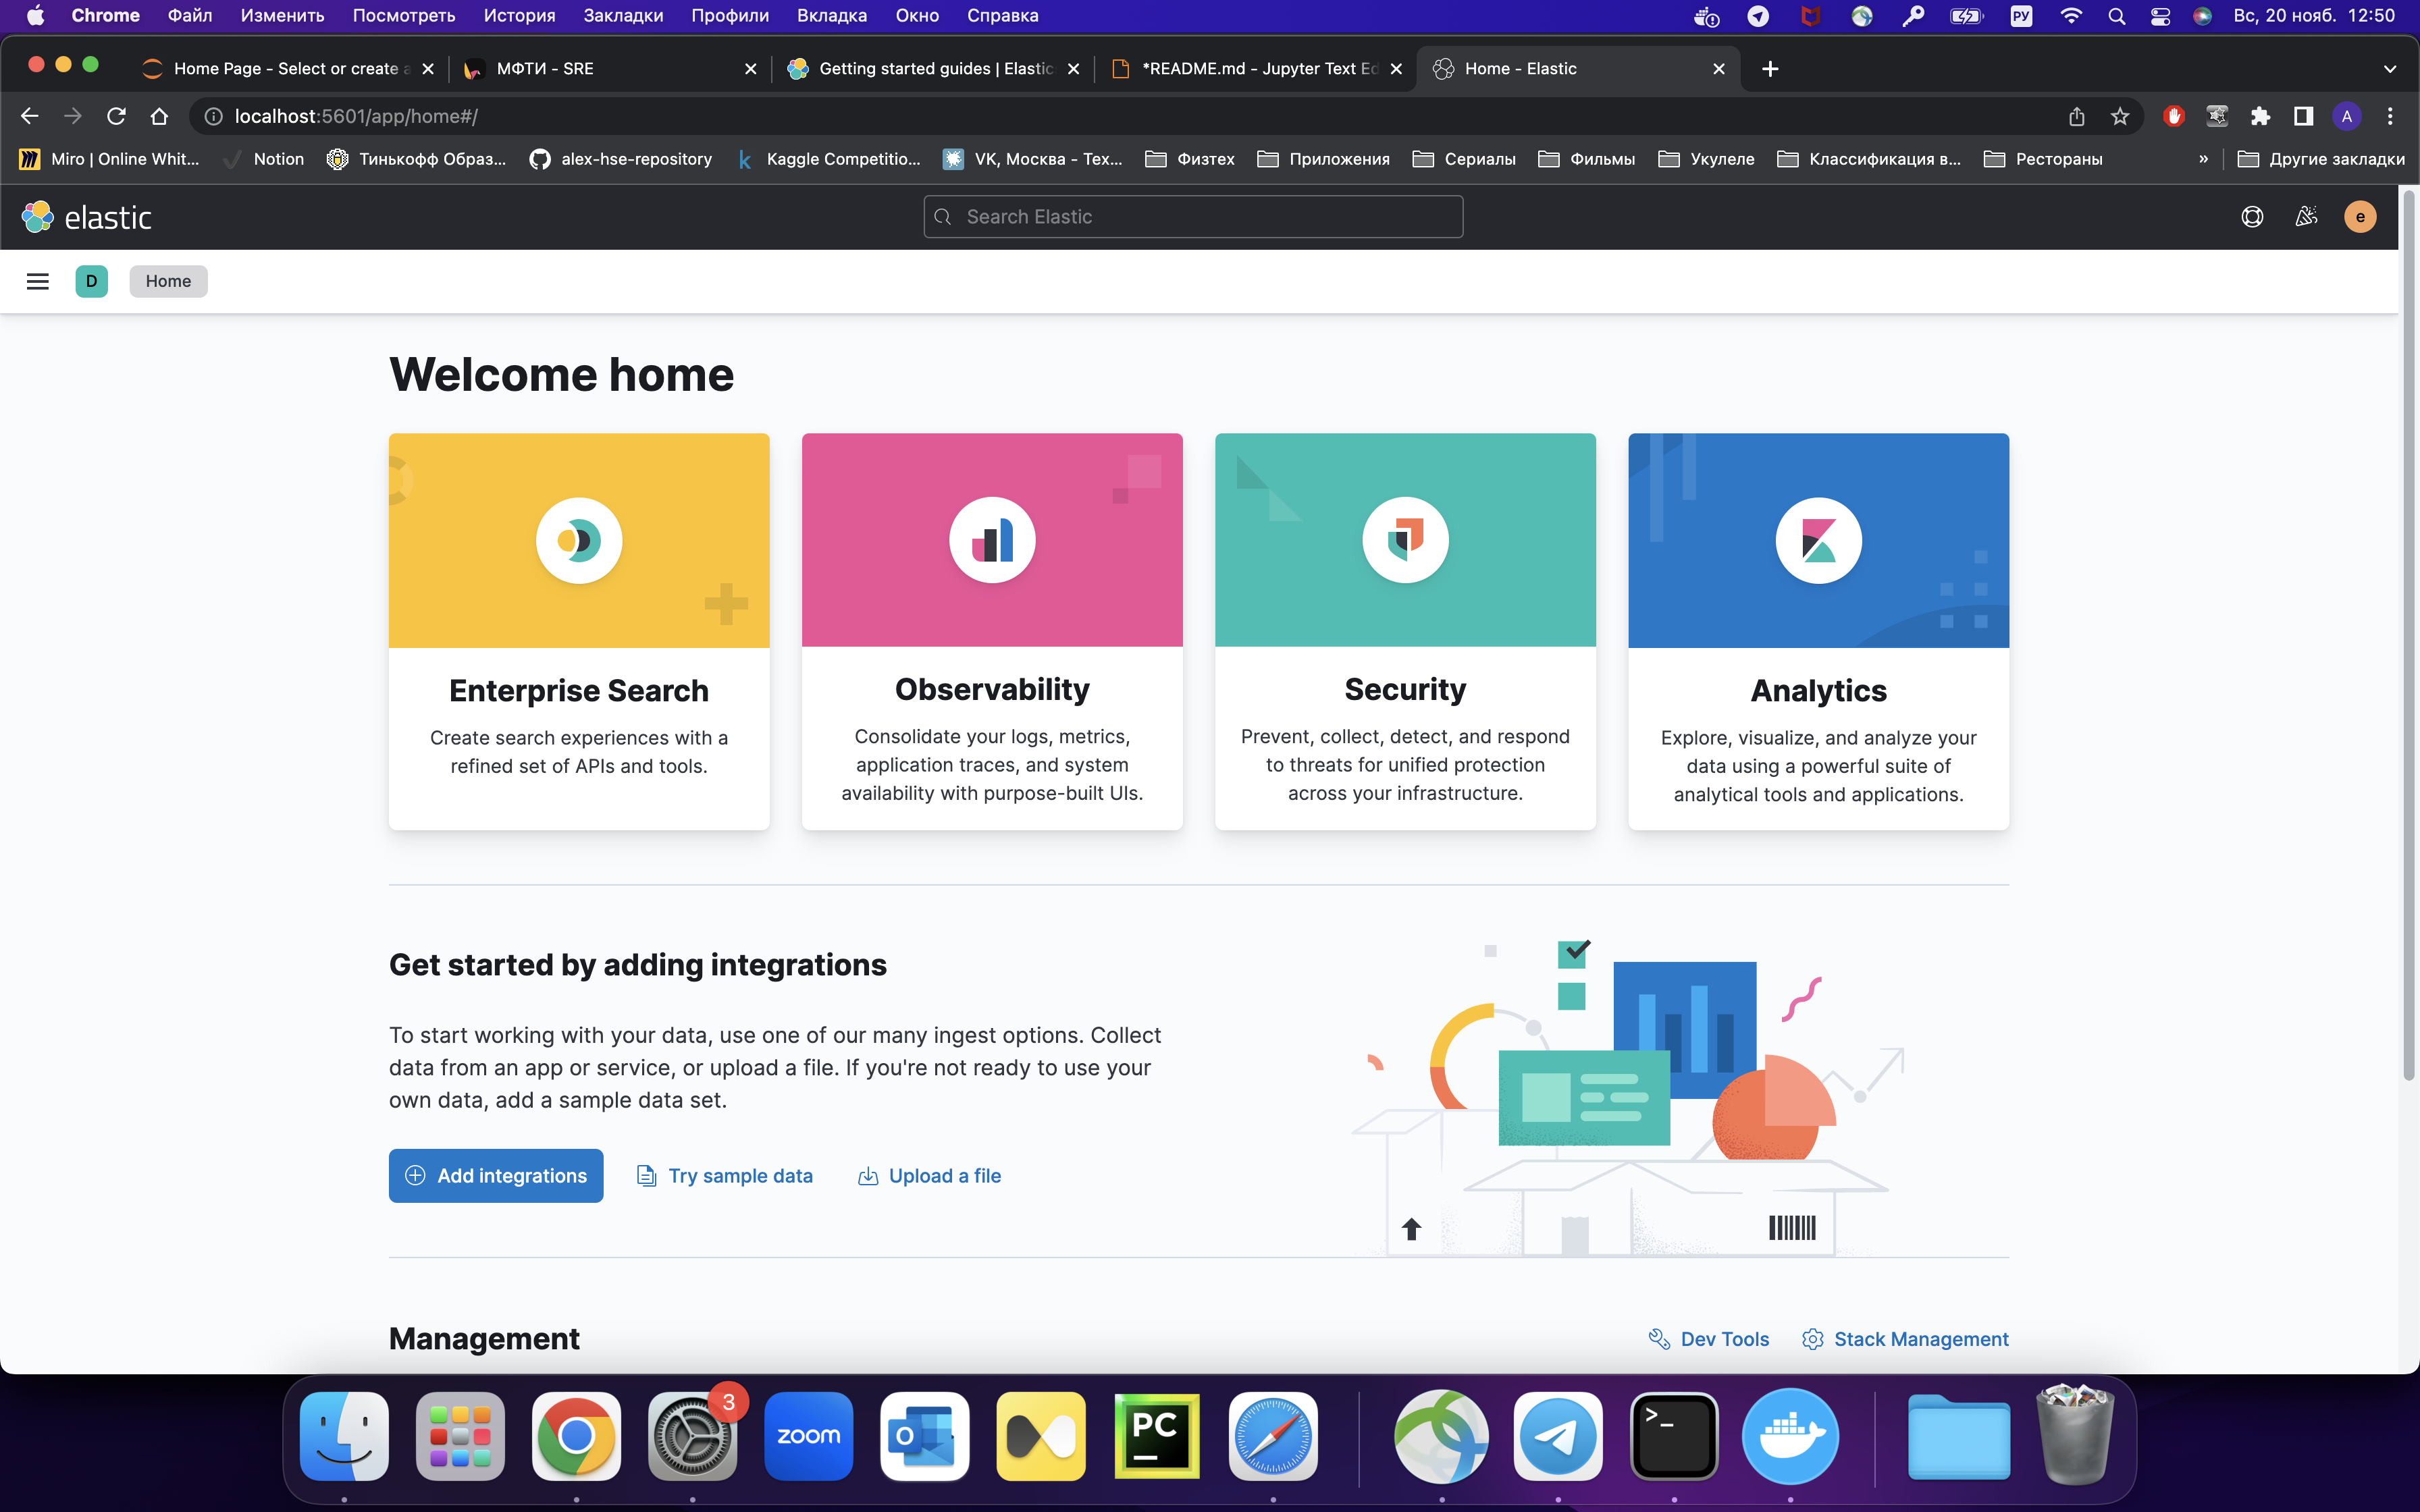 Chrome Файл Изменить Посмотреть История Закладки Профили Вкладка Окно Справка РУ Вс, 20 нояб. 12:50
Home Page - Select or create a МФТИ - SRE Getting started guides | Elastic *README.md - Jupyter Text Ed Home - Elastic
localhost:5601/app/home#/ A
Miro | Online Whit... Notion Тинькофф Образ... alex-hse-repository Kaggle Competitio... VK, Москва - Тех... Физтех Приложения Сериалы Фильмы Укулеле Классификация в... Рестораны » Другие закладки
elastic Search Elastic e
D Home
Welcome home
Enterprise Search
Create search experiences with a
refined set of APIs and tools.
Observability
Consolidate your logs, metrics,
application traces, and system
availability with purpose-built UIs.
Security
Prevent, collect, detect, and respond
to threats for unified protection
across your infrastructure.
Analytics
Explore, visualize, and analyze your
data using a powerful suite of
analytical tools and applications.
Get started by adding integrations
To start working with your data, use one of our many ingest options. Collect
data from an app or service, or upload a file. If you're not ready to use your
own data, add a sample data set.
Add integrations Try sample data Upload a file
Management Dev Tools Stack Management
3 zoom O PC >_